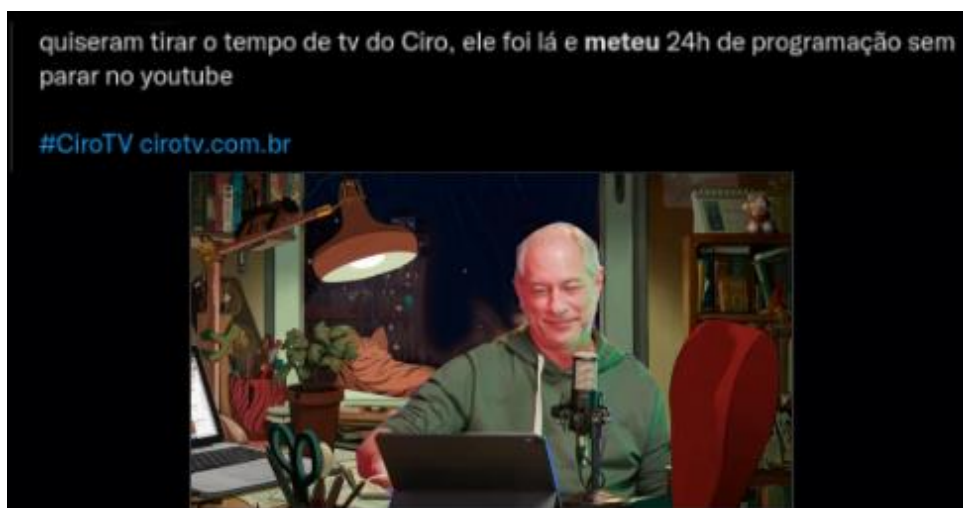 quiseram tirar o tempo de tv do Ciro, ele foi lá e meteu 24h de programação sem
parar no youtube
#CiroTV cirotv.com.br